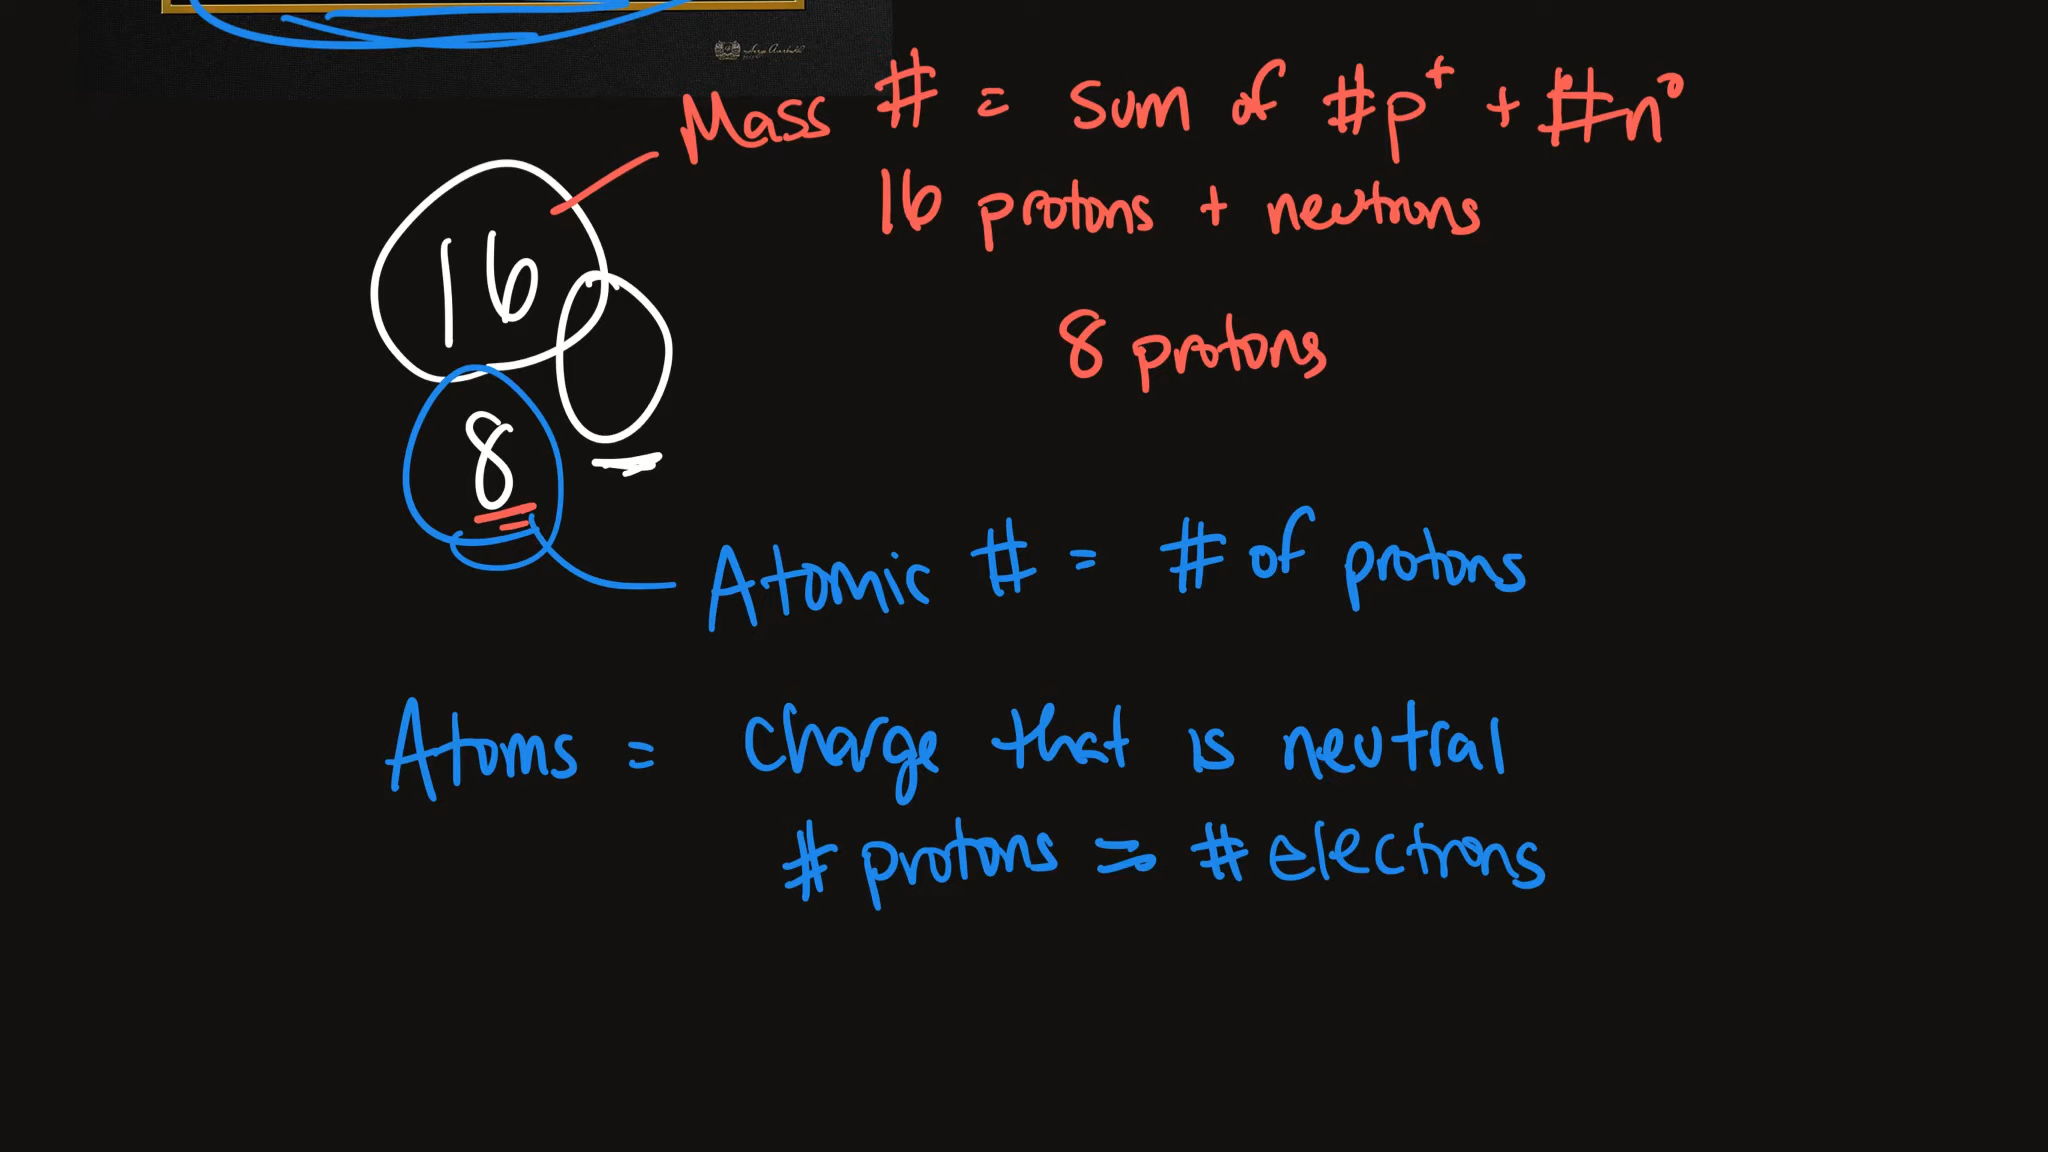 Mass # = sum of #p⁺ + #n⁰
16 protons + neutrons
16
O
8 protons
8
Atomic # = # of protons
Atoms = charge that is neutral
# protons = # electrons